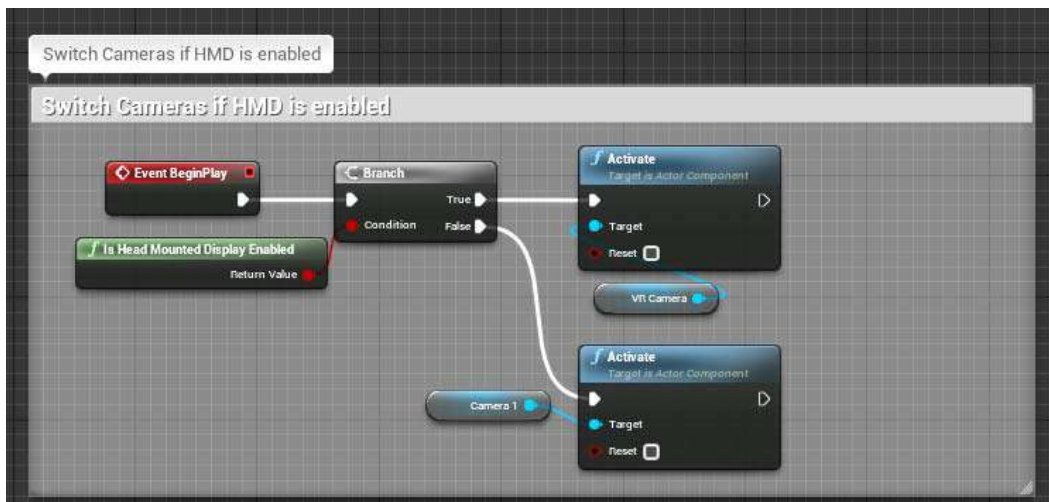 Switch Cameras if HMD is enabled
Switch Cameras if HMD is enabled
Event BeginPlay
Branch
True
Condition
False
f Is Head Mounted Display Enabled
Return Value
f Activate
Target is Actor Component
Target
Reset
VR Camera
f Activate
Target is Actor Component
Camera 1
Target
Reset